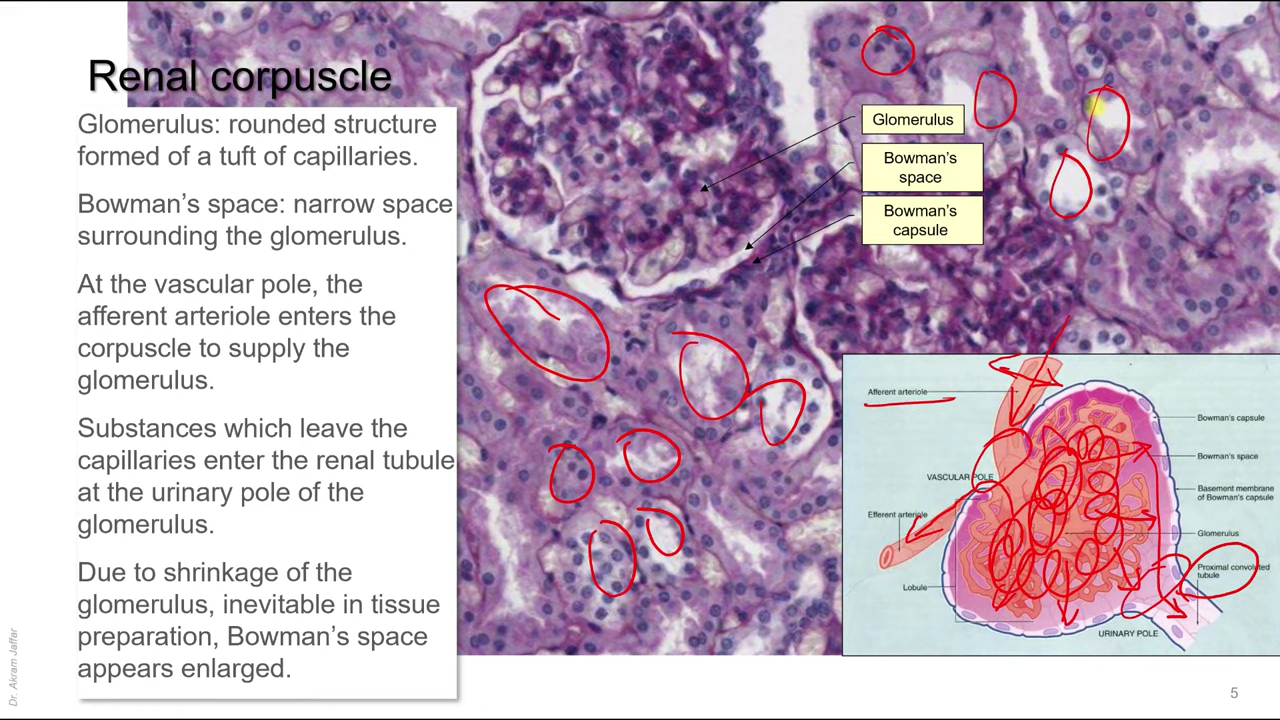 Renal corpuscle
Glomerulus: rounded structure
formed of a tuft of capillaries.
Bowman's space: narrow space
surrounding the glomerulus.
At the vascular pole, the
afferent arteriole enters the
corpuscle to supply the
glomerulus.
Substances which leave the
capillaries enter the renal tubule
at the urinary pole of the
glomerulus.
Due to shrinkage of the
glomerulus, inevitable in tissue
preparation, Bowman's space
appears enlarged.
Glomerulus
Bowman's
space
Bowman's
capsule
Afferent arteriole
VASCULAR POLE
Efferent arteriole
Lobule
Bowman's capsule
Bowman's space
Basement membrane
of Bowman's capsule
Glomerulus
Proximal convoluted
tubule
URINARY POLE
Dr. Akram Jaffar
5